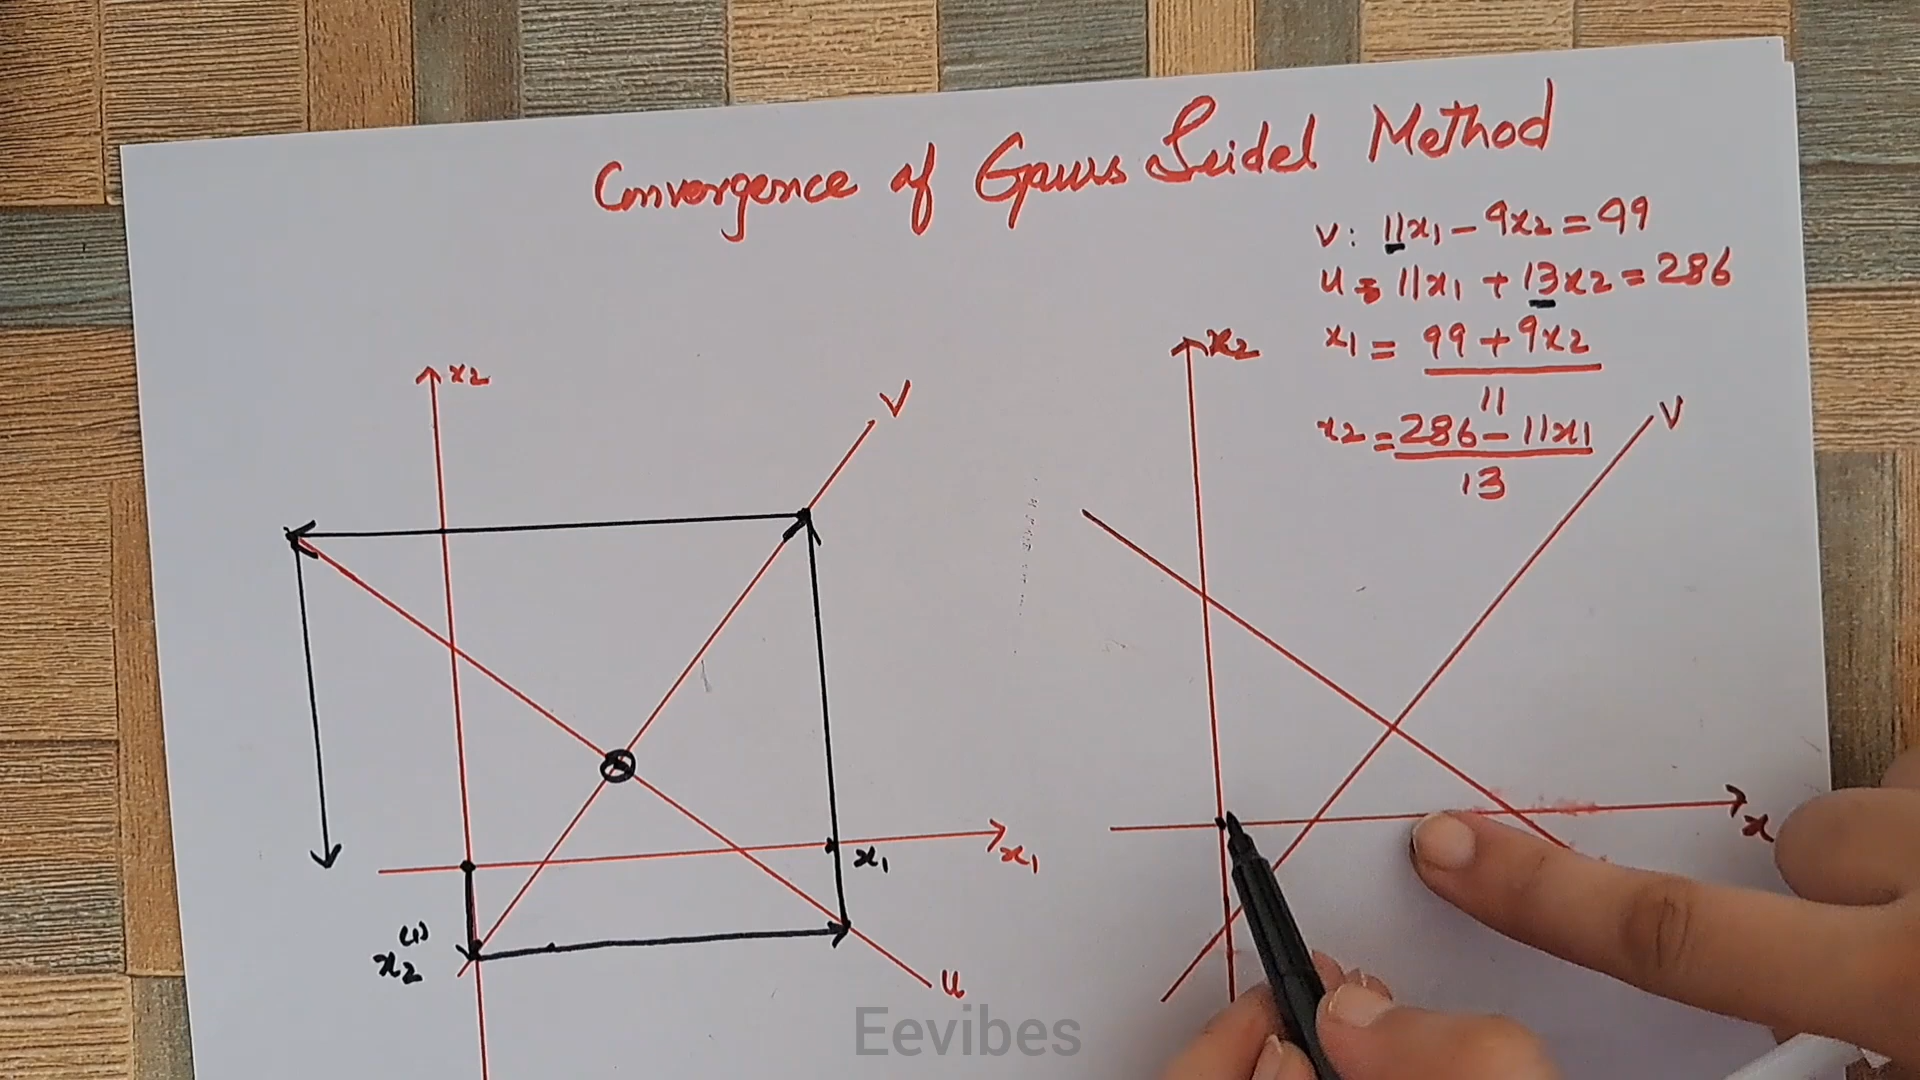 Convergence of Gauss Seidel Method
V: 11x₁ - 9x₂ = 99
u = 11x₁ + 13x₂ = 286
x₁ = 99 + 9x₂
11
x₂ = 286 - 11x₁
13
x₂
V
x₁
x₁
x₂⁽¹⁾
u
x₂
V
x
Eevibes